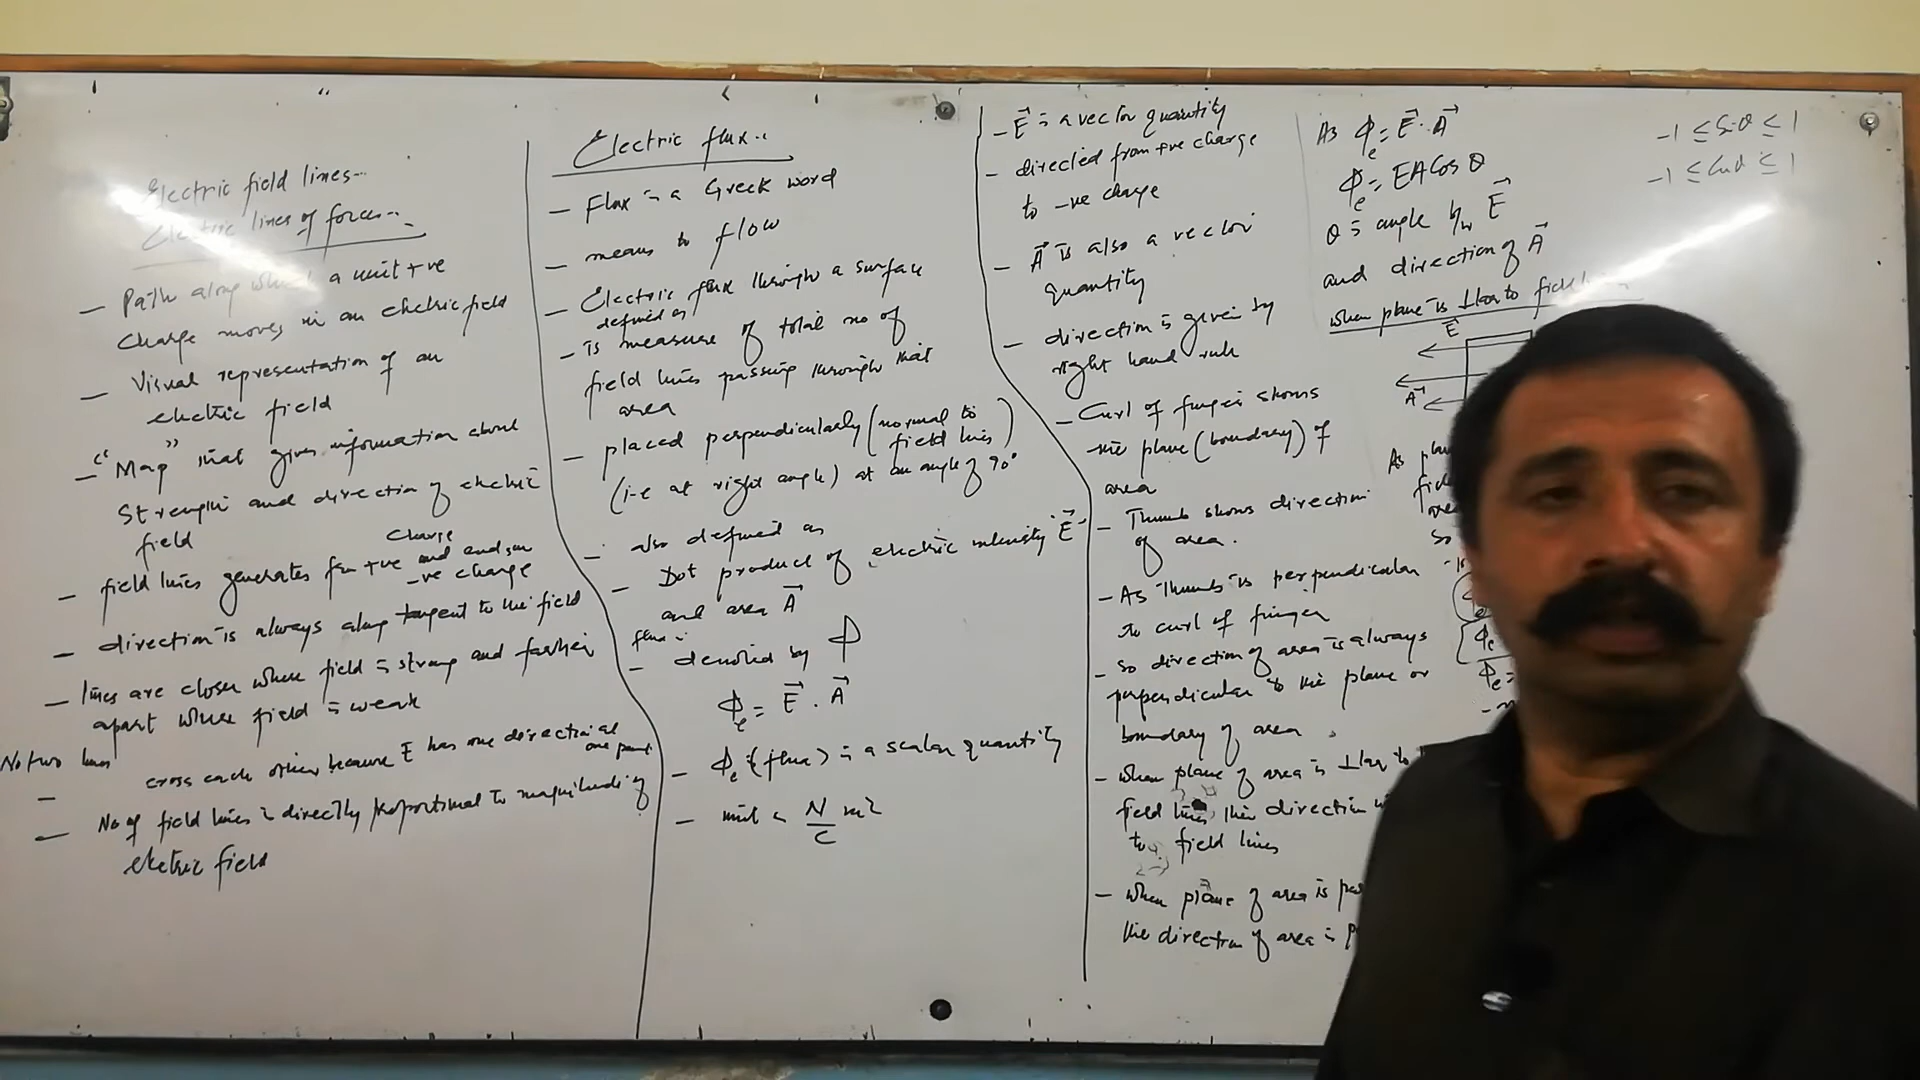 Electric field lines...
Electric lines of forces...
— Path along which a unit +ve
charge moves in an electric field
— Visual representation of an
electric field
— "Map" that gives information about
Strength and direction of electric
field
charge
— field lines generates from +ve and ends on
-ve charge
— direction is always along tangent to the field
— lines are closer where field is strong and farther
apart where field is weak
No two lines
— cross each other because E has one direction at
one point
— No of field lines is directly proportional to magnitude of
electric field
Electric flux..
— Flux is a Greek word
— means to flow
— Electric flux through a surface
defined as
— is measure of total no of
field lines passing through that
area
— placed perpendicularly (normal to
field lines)
(i-e at right angle) at an angle of 90°
— also defined as
— Dot product of electric intensity "E⃗"
and area A⃗
flux is
— denoted by ϕ
ϕe = E⃗ . A⃗
— ϕe (flux) is a scalar quantity
— unit is N/C m²
— E⃗ is a vector quantity
— directed from +ve charge
to -ve charge
— A⃗ is also a vector
quantity
— direction is given by
right hand rule
— Curl of finger shows
the plane (boundary) of
area
— Thumb shows direction
of area.
— As Thumb is perpendicular
to curl of finger
— so direction of area is always
perpendicular to the plane or
boundary of area
— when plane of area is ⊥lar to
field lines, the direction
to field lines
— when plane of area is
the direction of area is
As ϕe = E⃗ . A⃗
ϕe = EA Cos θ
θ is angle b/w E⃗
and direction of A⃗
when plane is ⊥lar to field
E⃗
A⃗
As
so
ϕe
ϕe =
-1 ≤ Sinθ ≤ 1
-1 ≤ Cosθ ≤ 1